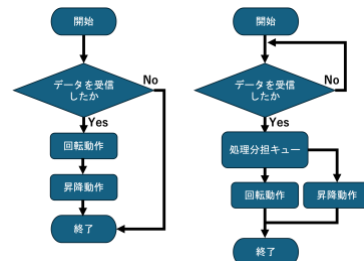 開始
データを受信
したか
No
Yes
回転動作
昇降動作
終了
開始
データを受信
したか
No
Yes
処理分担キュー
回転動作
昇降動作
終了